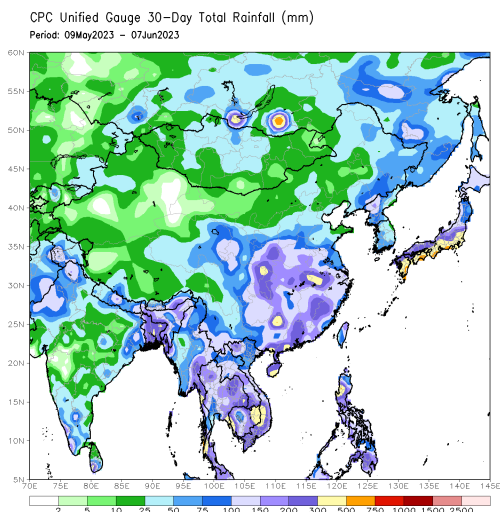 CPC Unified Gauge 30-Day Total Rainfall (mm)
Period: 09May2023 - 07Jun2023
60N
55N
50N
45N
40N
35N
30N
25N
20N
15N
10N
5N
70E 75E 80E 85E 90E 95E 100E 105E 110E 115E 120E 125E 130E 135E 140E 145E
2 5 10 25 50 75 100 150 200 300 500 750 1000 1500 2500